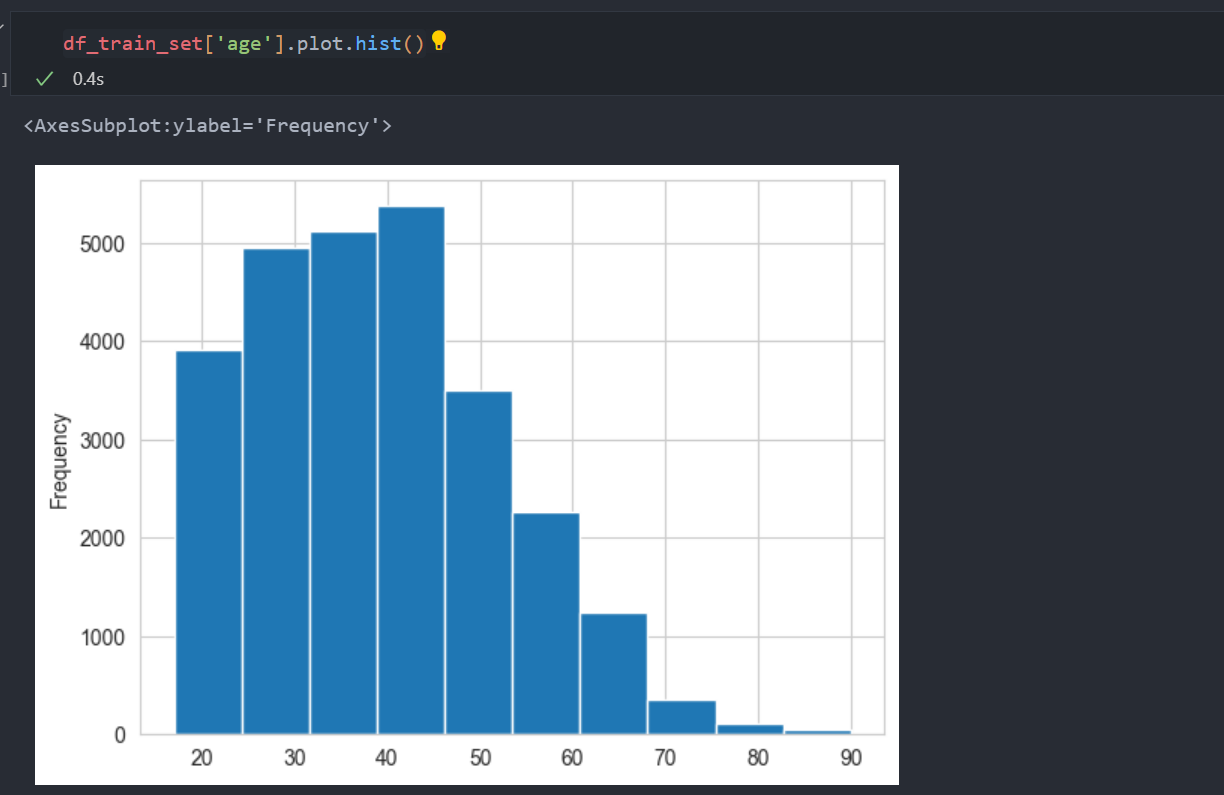 df_train_set['age'].plot.hist()
]
0.4s
<AxesSubplot:ylabel='Frequency'>
5000
4000
3000
2000
1000
0
Frequency
20 30 40 50 60 70 80 90